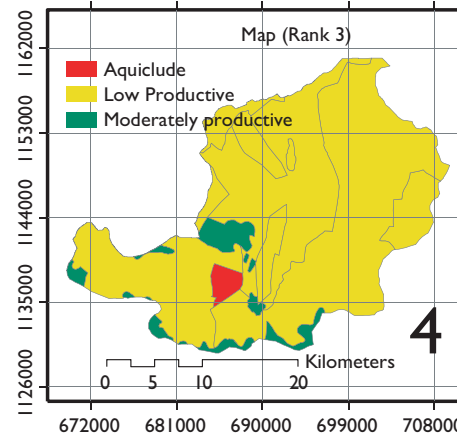 Map (Rank 3)
Aquiclude
Low Productive
Moderately productive
1162000
1153000
1144000
1135000
1126000
4
Kilometers
0 5 10 20
672000 681000 690000 699000 708000